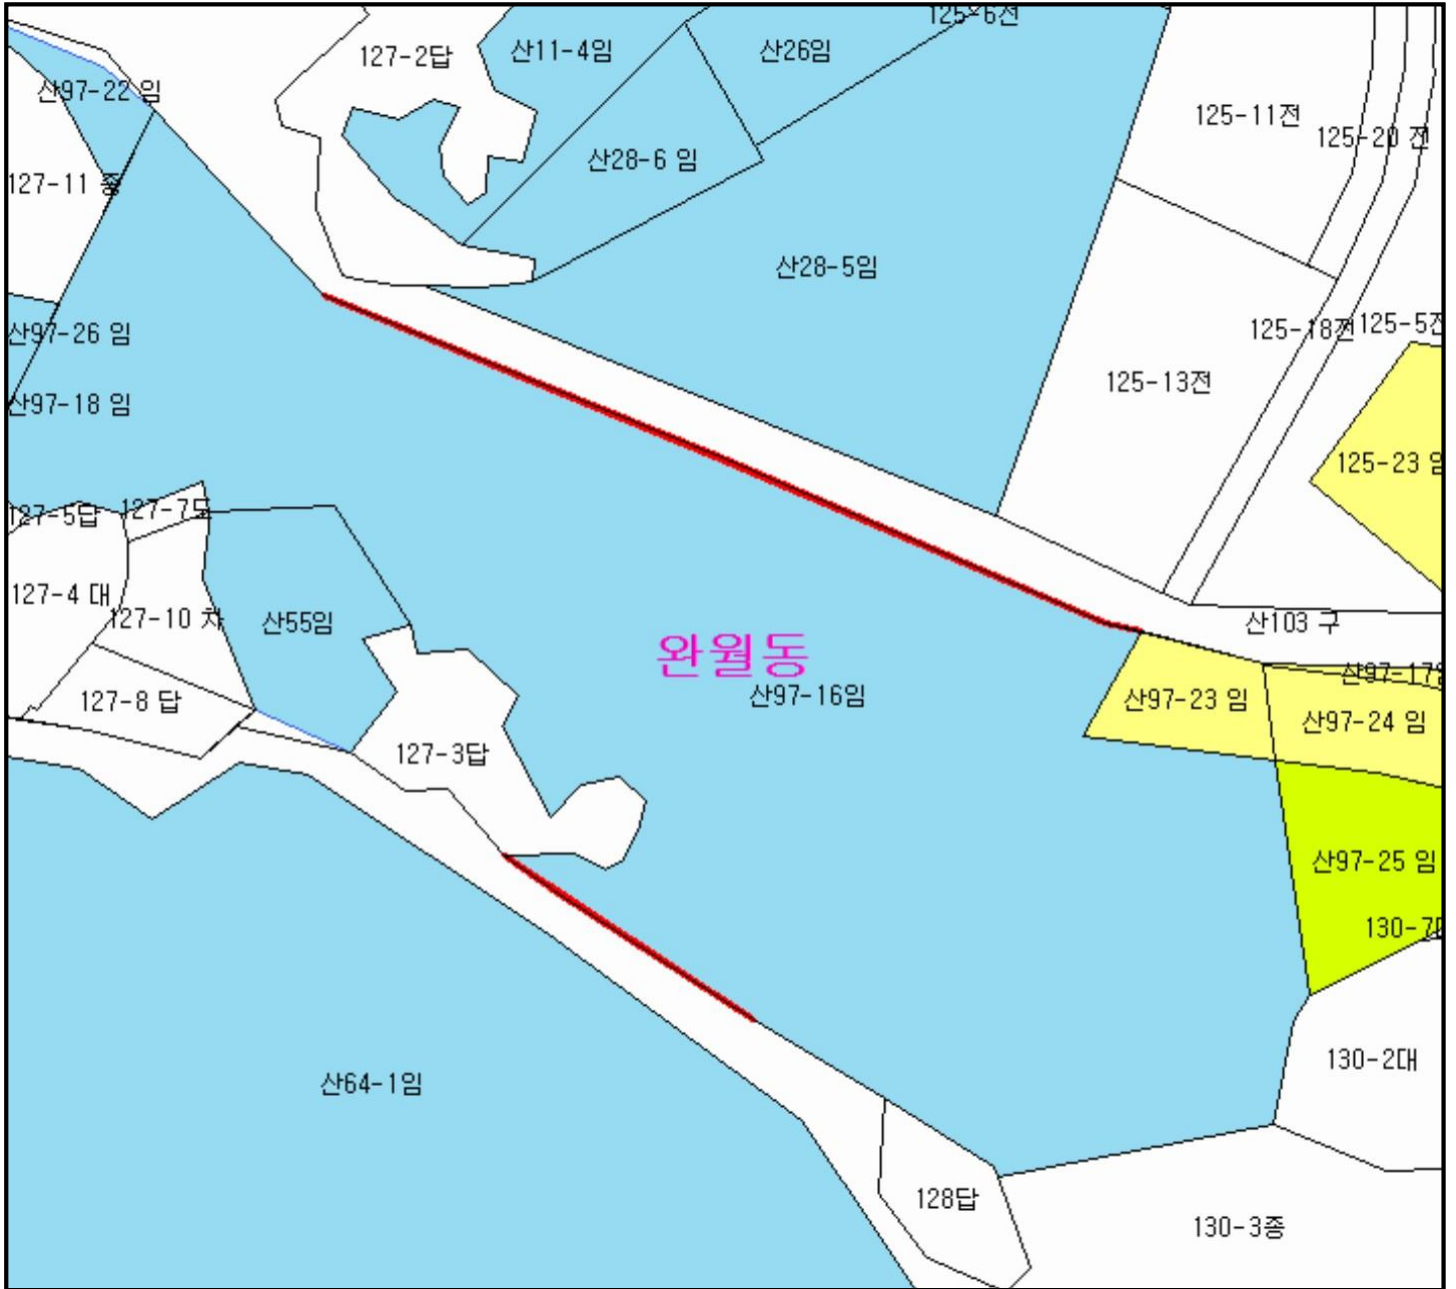 125-6전
127-2답
산11-4임
산26임
산97-22 임
125-11전
125-20 전
산28-6 임
127-11 종
산28-5임
산97-26 임
125-18전
125-5전
125-13전
산97-18 임
125-23 임
127-5답
127-7도
127-4 대
127-10 차
산55임
산103 구
완월동
산97-17임
산97-16임
127-8 답
산97-23 임
산97-24 임
127-3답
산97-25 임
130-7
130-2대
산64-1임
128답
130-3종